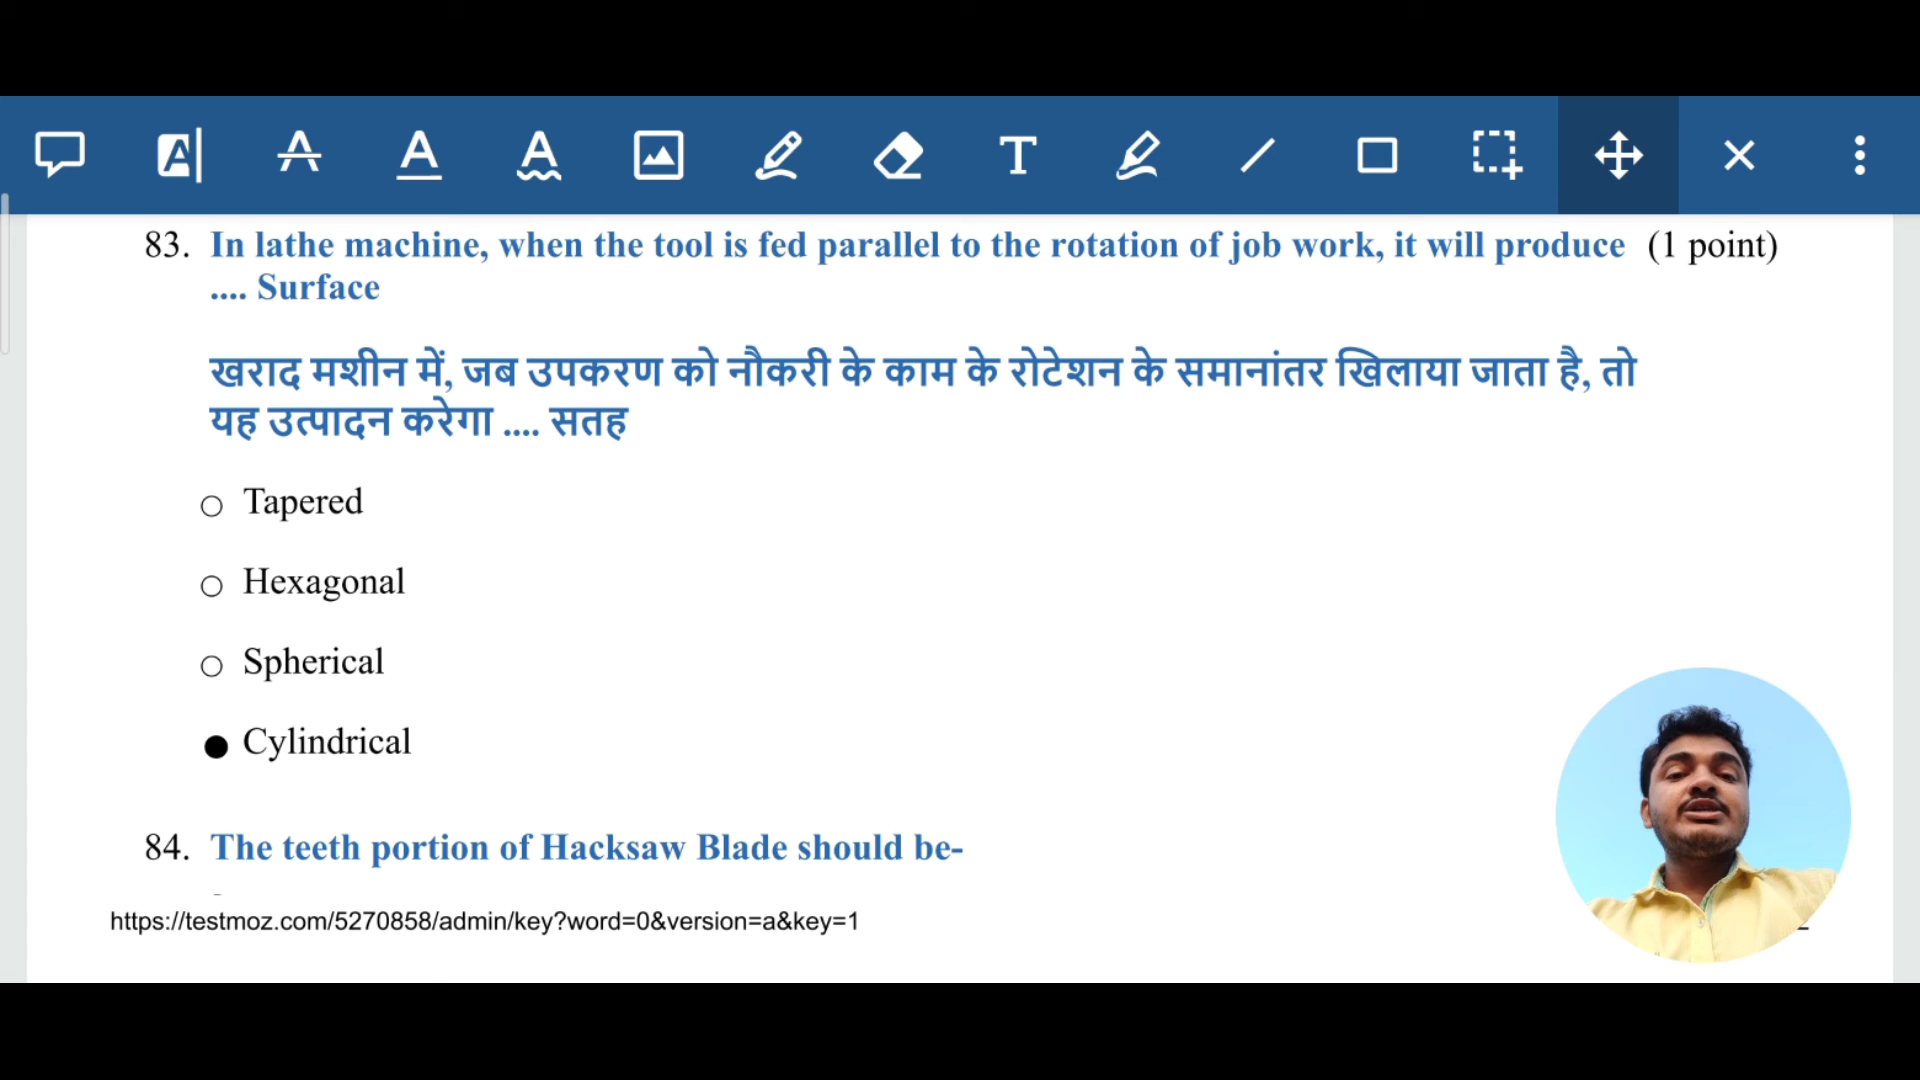 83. In lathe machine, when the tool is fed parallel to the rotation of job work, it will produce (1 point)
.... Surface
खराद मशीन में, जब उपकरण को नौकरी के काम के रोटेशन के समानांतर खिलाया जाता है, तो
यह उत्पादन करेगा .... सतह
Tapered
Hexagonal
Spherical
Cylindrical
84. The teeth portion of Hacksaw Blade should be-
https://testmoz.com/5270858/admin/key?word=0&version=a&key=1